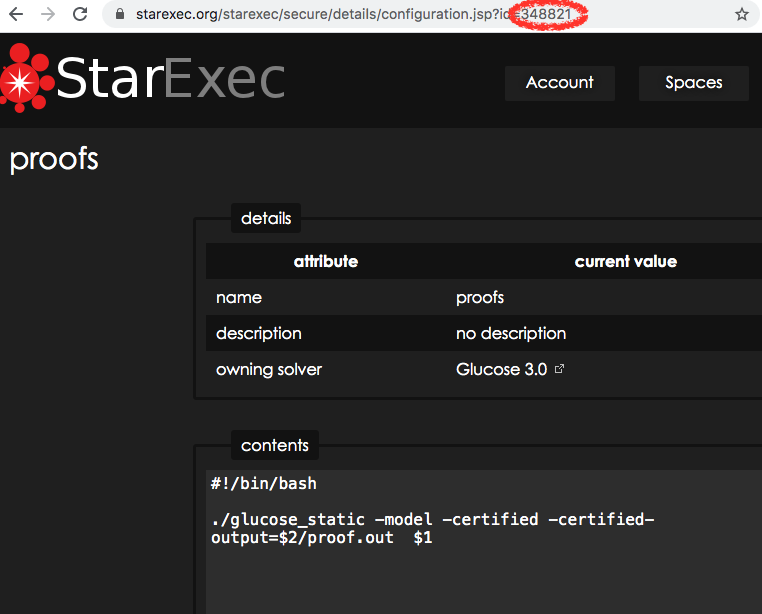 starexec.org/starexec/secure/details/configuration.jsp?id=348821
StarExec
Account Spaces
proofs
details
attribute current value
name proofs
description no description
owning solver Glucose 3.0
contents
#!/bin/bash
./glucose_static -model -certified -certified-
output=$2/proof.out  $1